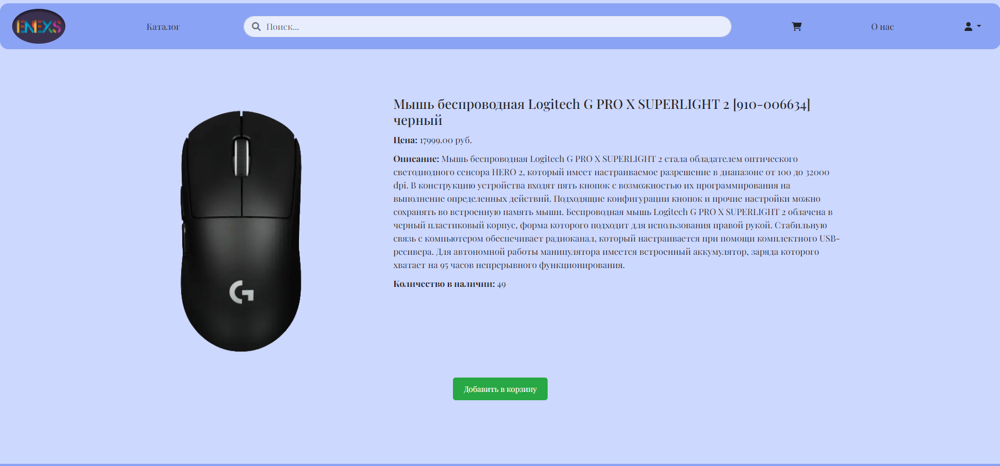 IENEXS
Каталог
Поиск...
О нас
Мышь беспроводная Logitech G PRO X SUPERLIGHT 2 [910-006634]
черный
Цена: 17999.00 руб.
Описание: Мышь беспроводная Logitech G PRO X SUPERLIGHT 2 стала обладателем оптического
светодиодного сенсора HERO 2, который имеет настраиваемое разрешение в диапазоне от 100 до 32000
dpi. В конструкцию устройства входят пять кнопок с возможностью их программирования на
выполнение определенных действий. Подходящие конфигурации кнопок и прочие настройки можно
сохранять во встроенную память мыши. Беспроводная мышь Logitech G PRO X SUPERLIGHT 2 облачена в
черный пластиковый корпус, форма которого подходит для использования правой рукой. Стабильную
связь с компьютером обеспечивает радиоканал, который настраивается при помощи комплектного USB-
ресивера. Для автономной работы манипулятора имеется встроенный аккумулятор, заряда которого
хватает на 95 часов непрерывного функционирования.
Количество в наличии: 49
G
Добавить в корзину